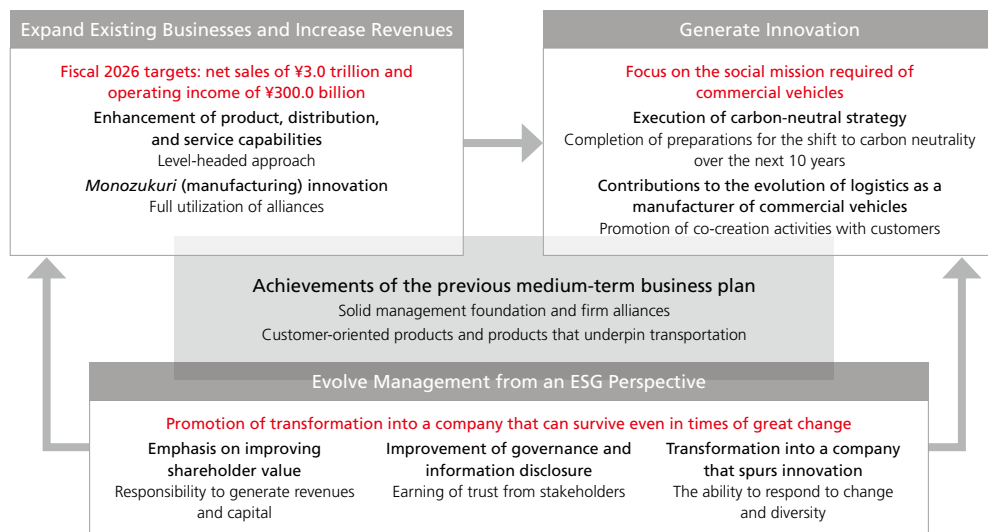 Expand Existing Businesses and Increase Revenues
Fiscal 2026 targets: net sales of ¥3.0 trillion and
operating income of ¥300.0 billion
Enhancement of product, distribution,
and service capabilities
Level-headed approach
Monozukuri (manufacturing) innovation
Full utilization of alliances
Generate Innovation
Focus on the social mission required of
commercial vehicles
Execution of carbon-neutral strategy
Completion of preparations for the shift to carbon neutrality
over the next 10 years
Contributions to the evolution of logistics as a
manufacturer of commercial vehicles
Promotion of co-creation activities with customers
Achievements of the previous medium-term business plan
Solid management foundation and firm alliances
Customer-oriented products and products that underpin transportation
Evolve Management from an ESG Perspective
Promotion of transformation into a company that can survive even in times of great change
Emphasis on improving
shareholder value
Responsibility to generate revenues
and capital
Improvement of governance and
information disclosure
Earning of trust from stakeholders
Transformation into a company
that spurs innovation
The ability to respond to change
and diversity